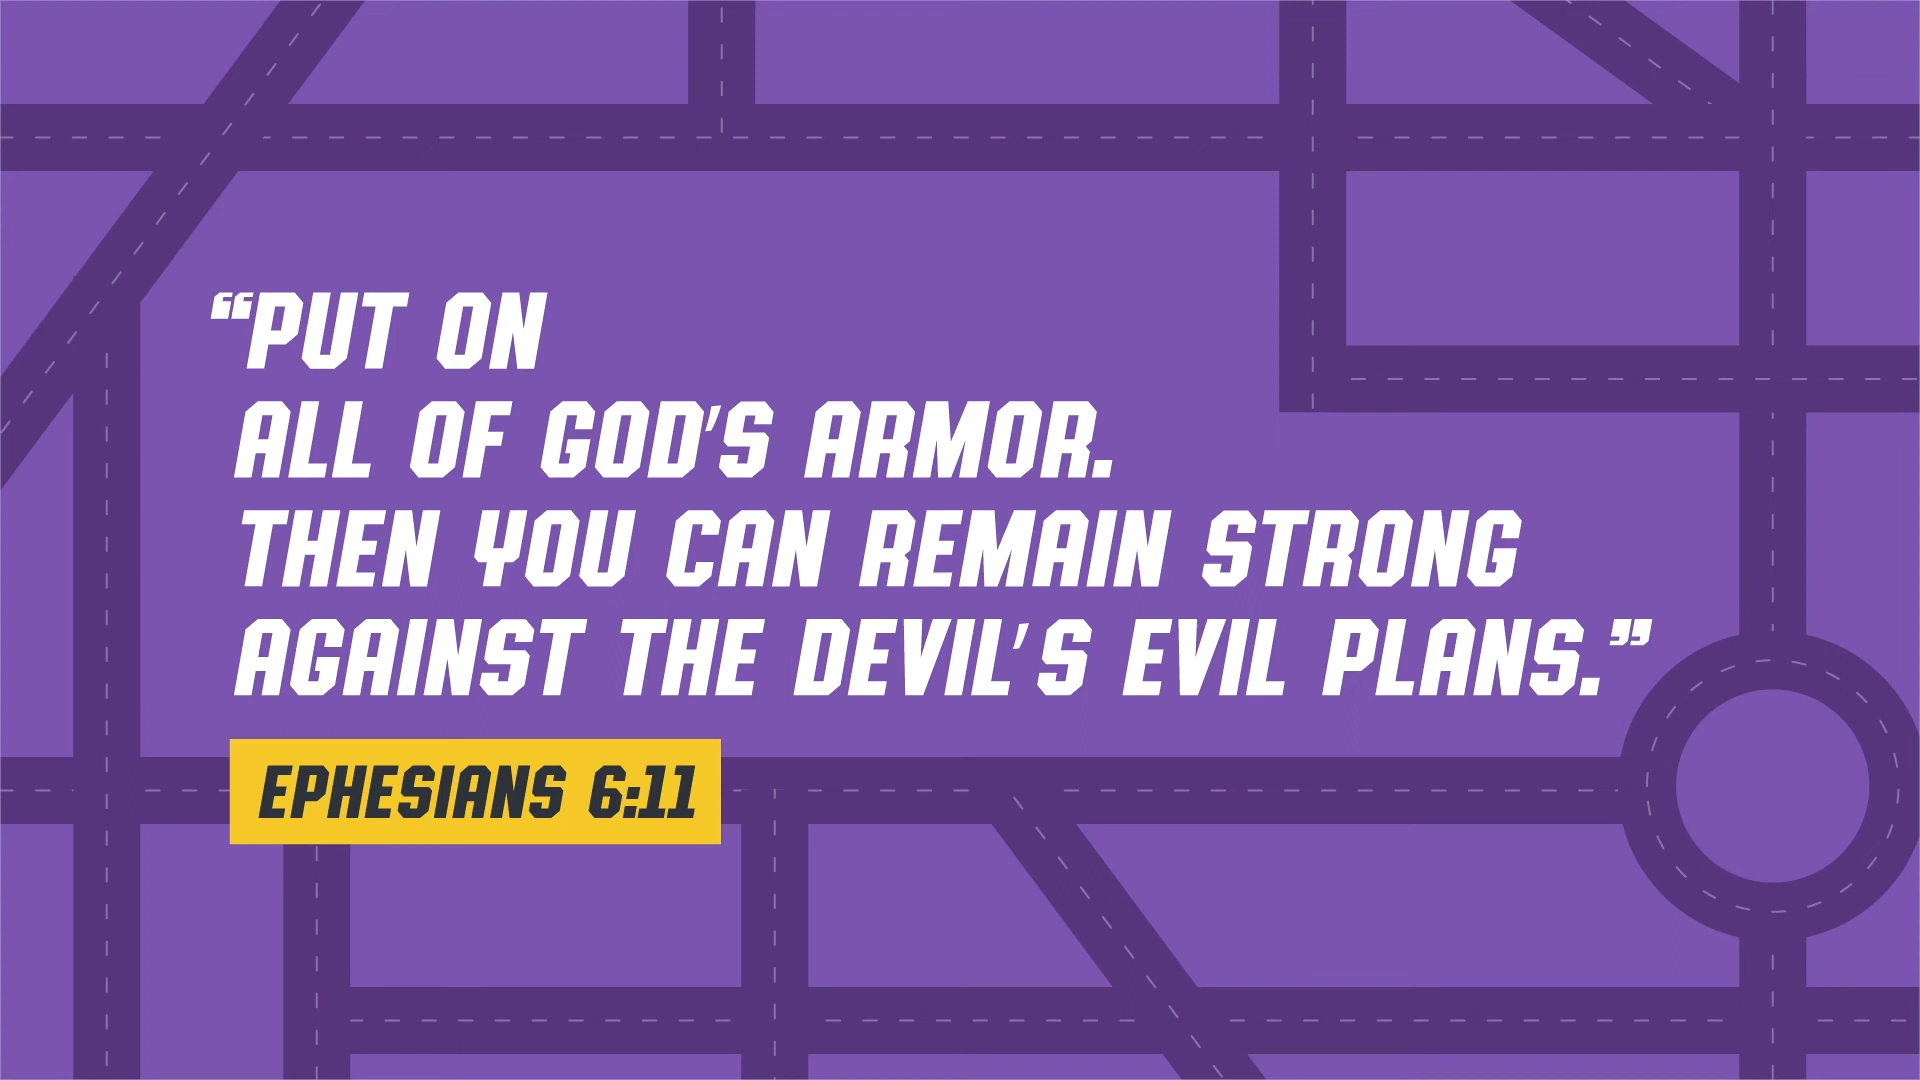 “PUT ON
ALL OF GOD’S ARMOR.
THEN YOU CAN REMAIN STRONG
AGAINST THE DEVIL’S EVIL PLANS.”
EPHESIANS 6:11